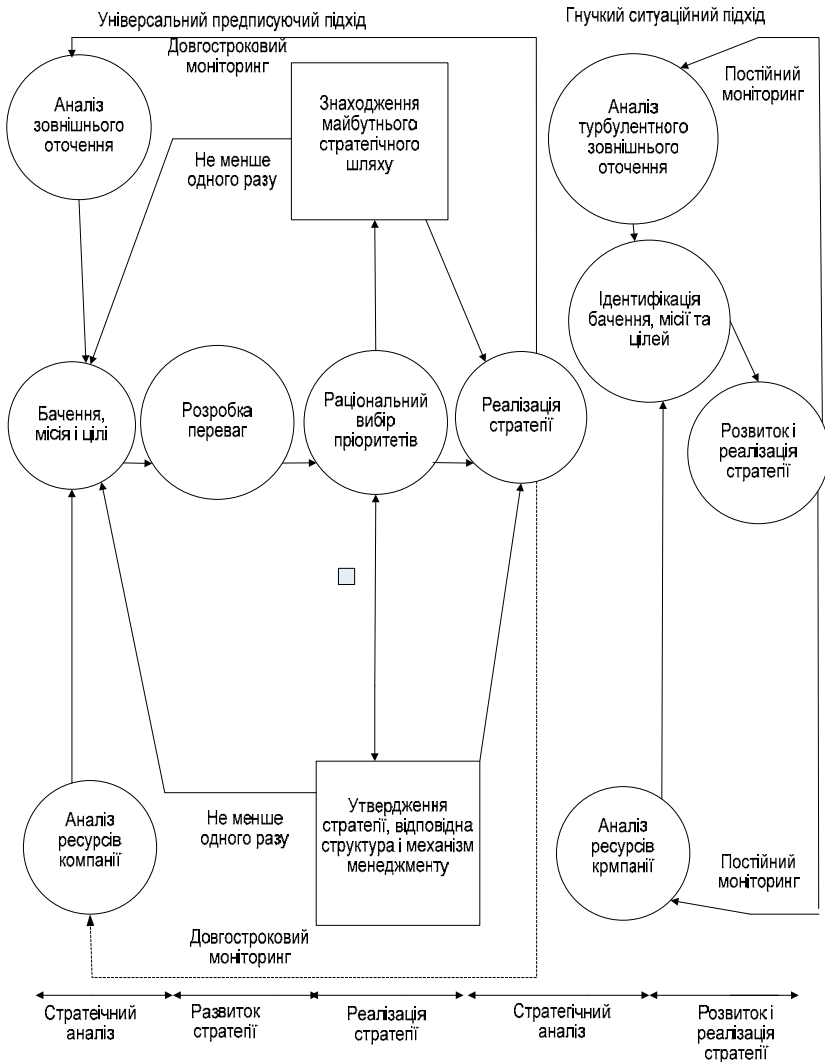 Універсальний предписуючий підхід
Гнучкий ситуаційний підхід
Довгостроковий
моніторинг
Аналіз
зовнішнього
оточення
Знаходження
майбутнього
стратегічного
шляху
Не менше
одного разу
Постійний
моніторинг
Аналіз
турбулентного
зовнішнього
оточення
Ідентифікація
бачення, місії та
цілей
Бачення,
місія і цілі
Розробка
переваг
Раціональний
вибір
пріоритетів
Реалізація
стратегії
Розвиток і
реалізація
стратегії
Аналіз
ресурсів
компанії
Не менше
одного разу
Утвердження
стратегії, відповідна
структура і механізм
менеджменту
Аналіз
ресурсів
крмпанії
Постійний
моніторинг
Довгостроковий
моніторинг
Стратеічний
аналіз
Развиток
стратегії
Реалізація
стратегії
Стратегічний
аналіз
Розвиток і
реалізація
стратегії